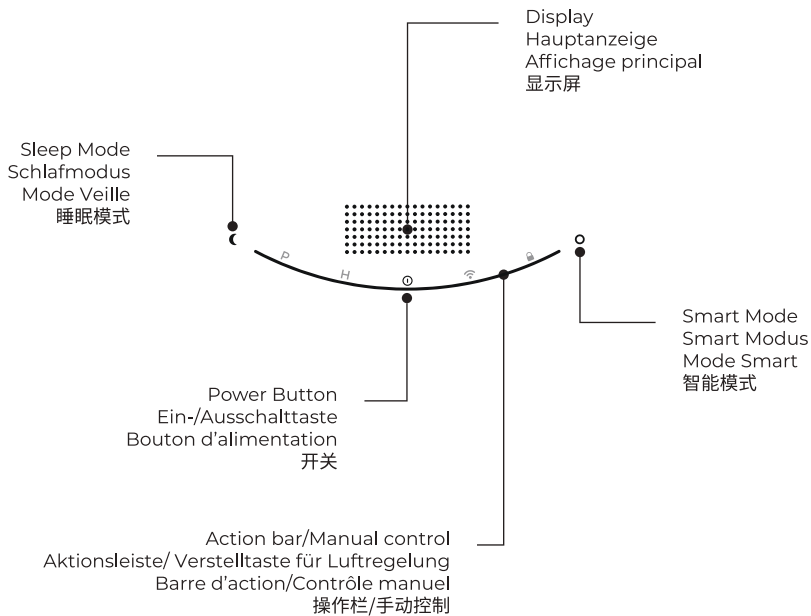 Display
Hauptanzeige
Affichage principal
显示屏
Sleep Mode
Schlafmodus
Mode Veille
睡眠模式
P
H
Smart Mode
Smart Modus
Mode Smart
智能模式
Power Button
Ein-/Ausschalttaste
Bouton d'alimentation
开关
Action bar/Manual control
Aktionsleiste/ Verstelltaste für Luftregelung
Barre d'action/Contrôle manuel
操作栏/手动控制